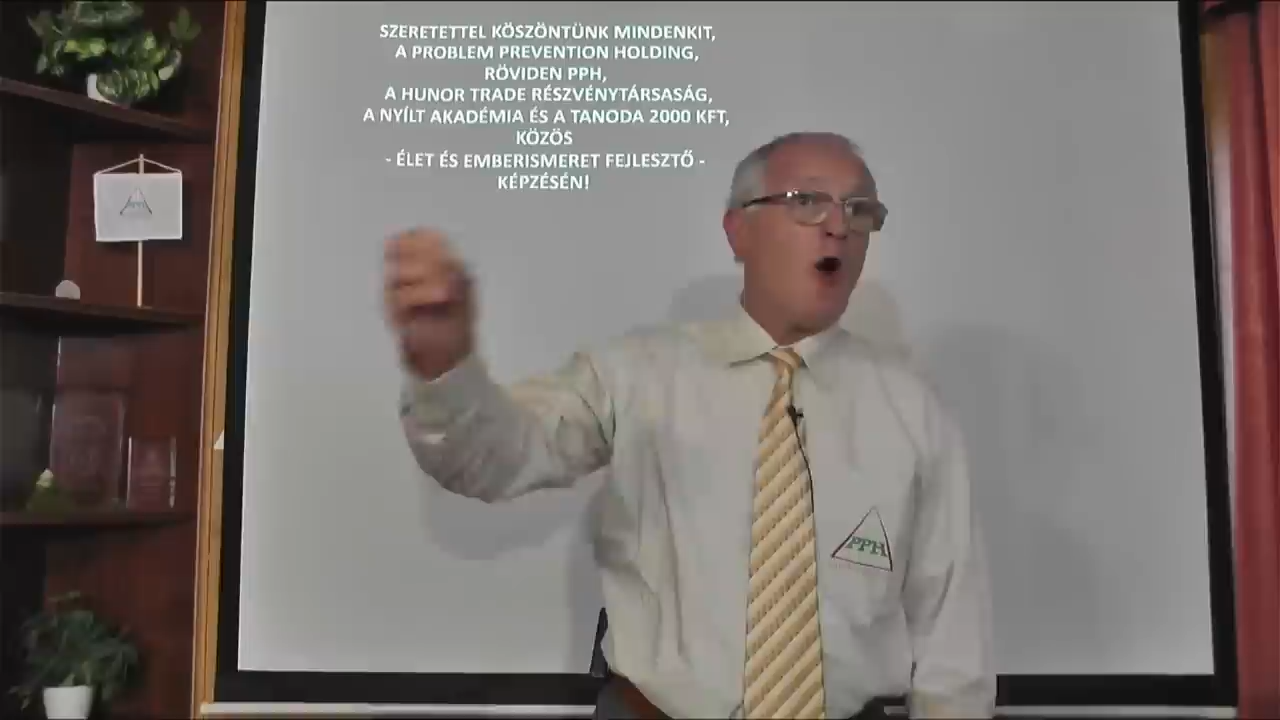 SZERETETTEL KÖSZÖNTÜNK MINDENKIT,
A PROBLEM PREVENTION HOLDING,
RÖVIDEN PPH,
A HUNOR TRADE RÉSZVÉNYTÁRSASÁG,
A NYÍLT AKADÉMIA ÉS A TANODA 2000 KFT,
KÖZÖS
- ÉLET ÉS EMBERISMERET FEJLESZTŐ -
KÉPZÉSÉN!
PPH
PPH